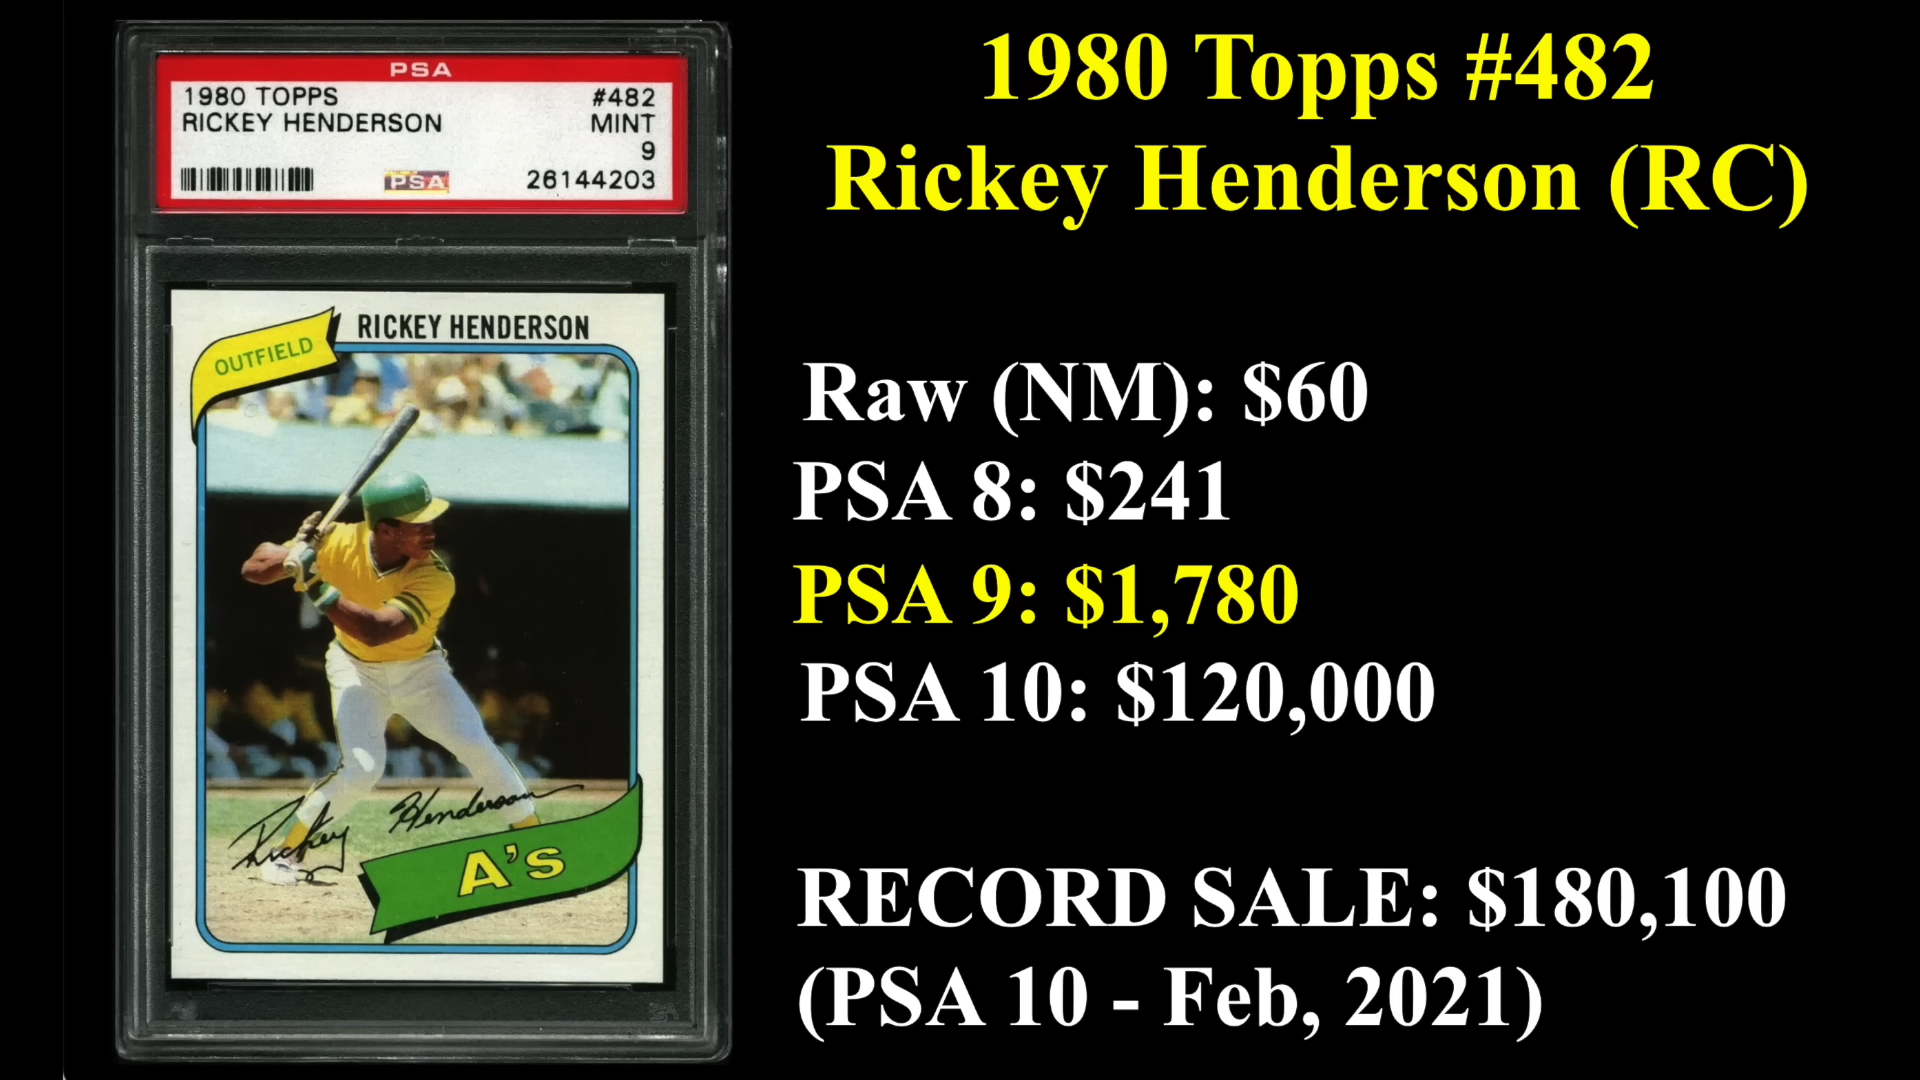 PSA
1980 TOPPS #482
RICKEY HENDERSON MINT
9
PSA 26144203
OUTFIELD
RICKEY HENDERSON
Rickey Henderson
A's
1980 Topps #482
Rickey Henderson (RC)
Raw (NM): $60
PSA 8: $241
PSA 9: $1,780
PSA 10: $120,000
RECORD SALE: $180,100
(PSA 10 - Feb, 2021)